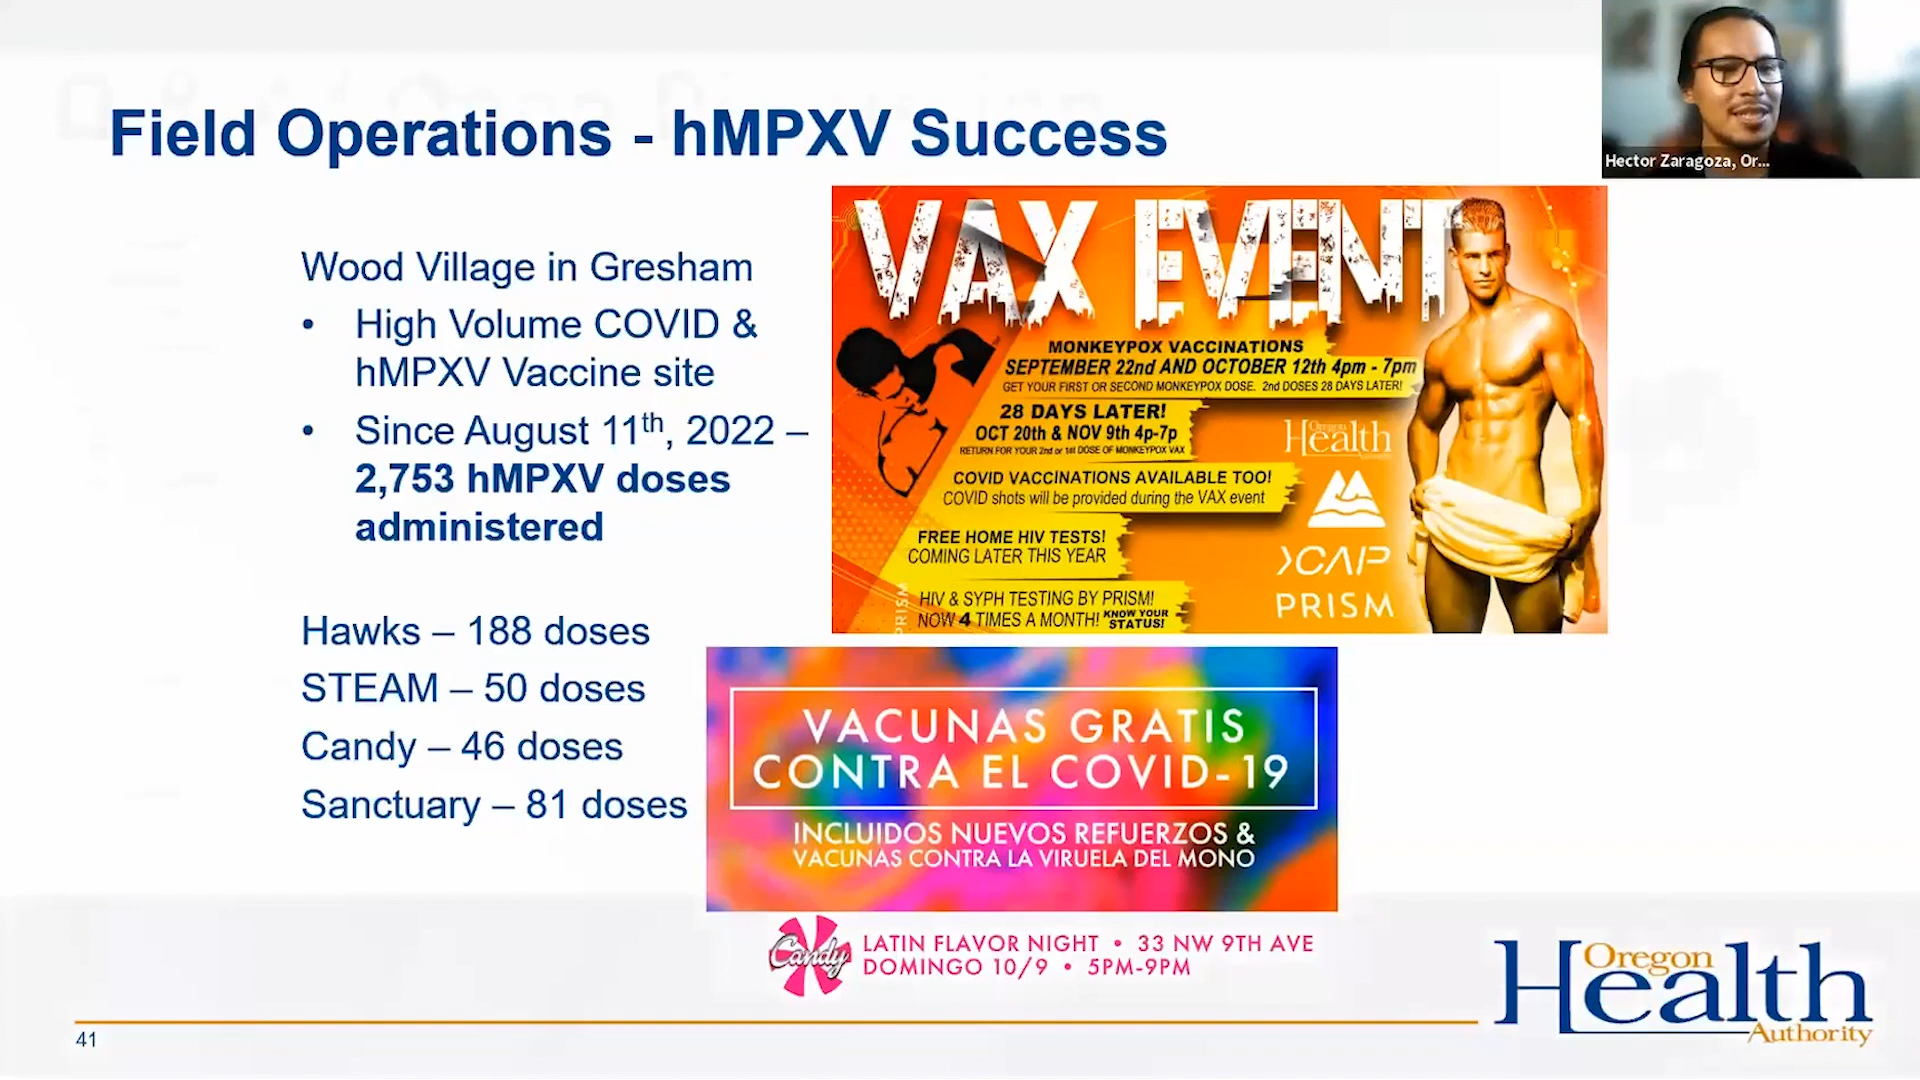 Field Operations - hMPXV Success
Hector Zaragoza, Or...
Wood Village in Gresham
• High Volume COVID &
hMPXV Vaccine site
• Since August 11th, 2022 –
2,753 hMPXV doses
administered
Hawks – 188 doses
STEAM – 50 doses
Candy – 46 doses
Sanctuary – 81 doses
VAX EVENT
MONKEYPOX VACCINATIONS
SEPTEMBER 22nd AND OCTOBER 12th 4pm - 7pm
GET YOUR FIRST OR SECOND MONKEYPOX DOSE. 2nd DOSES 28 DAYS LATER!
28 DAYS LATER!
OCT 20th & NOV 9th 4p-7p
RETURN FOR YOUR 2nd or 1st DOSE OF MONKEYPOX VAX
COVID VACCINATIONS AVAILABLE TOO!
COVID shots will be provided during the VAX event
FREE HOME HIV TESTS!
COMING LATER THIS YEAR
HIV & SYPH TESTING BY PRISM!
NOW 4 TIMES A MONTH! KNOW YOUR
STATUS!
PRISM
Oregon
Health
CAP
PRISM
VACUNAS GRATIS
CONTRA EL COVID-19
INCLUIDOS NUEVOS REFUERZOS &
VACUNAS CONTRA LA VIRUELA DEL MONO
Candy
LATIN FLAVOR NIGHT • 33 NW 9TH AVE
DOMINGO 10/9 • 5PM-9PM
41
Oregon
Health
Authority